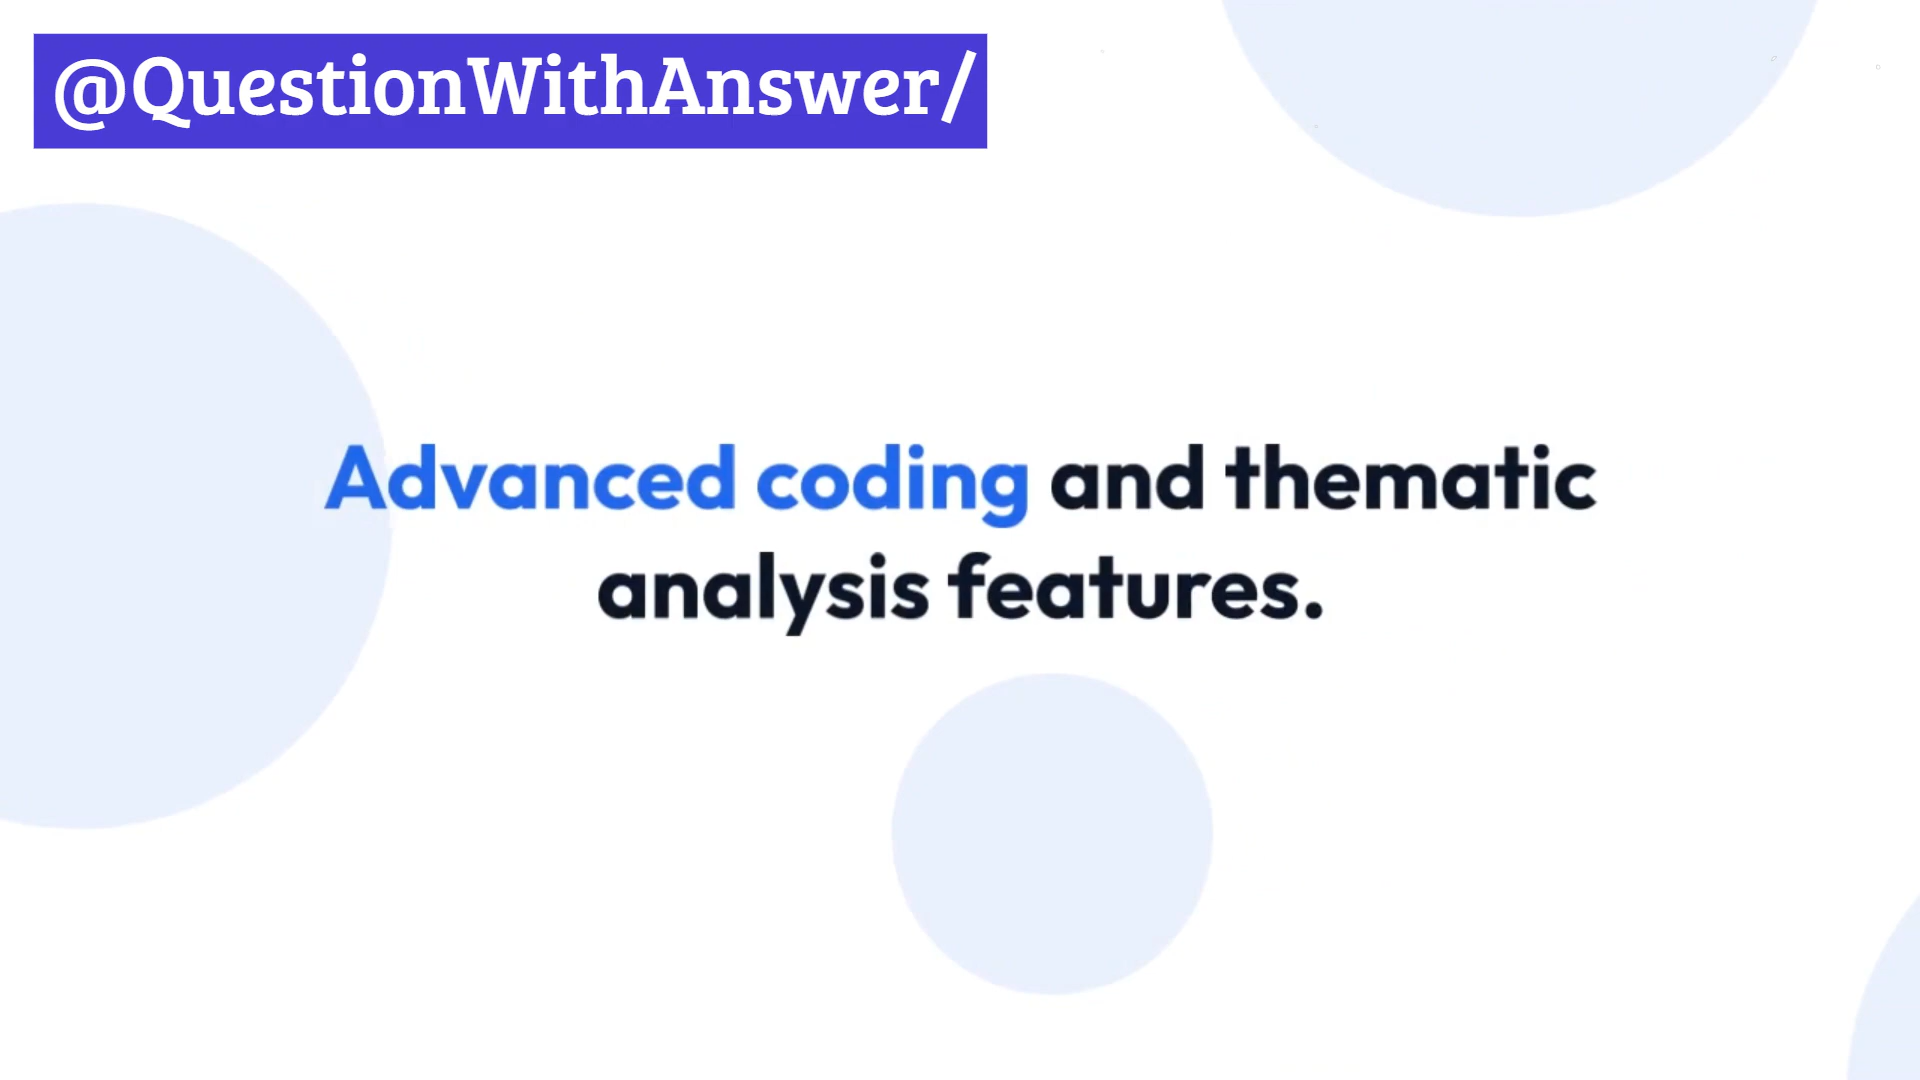 @QuestionWithAnswer/
Advanced coding and thematic
analysis features.